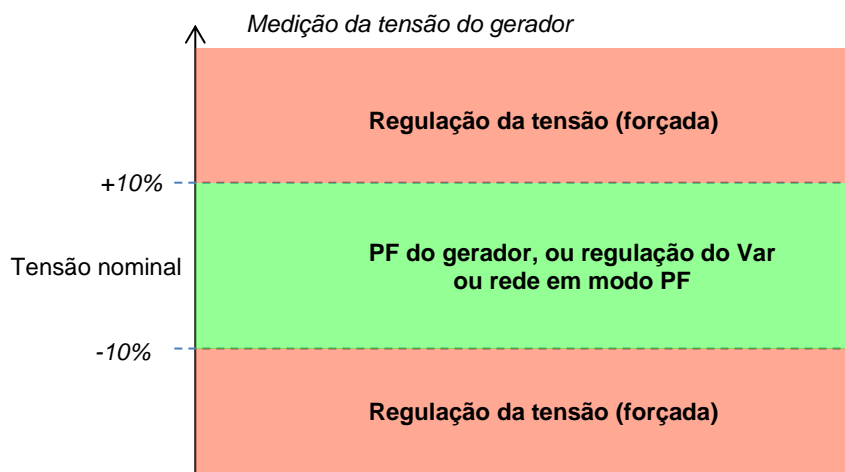 Medição da tensão do gerador
Regulação da tensão (forçada)
+10%
PF do gerador, ou regulação do Var
ou rede em modo PF
Tensão nominal
-10%
Regulação da tensão (forçada)